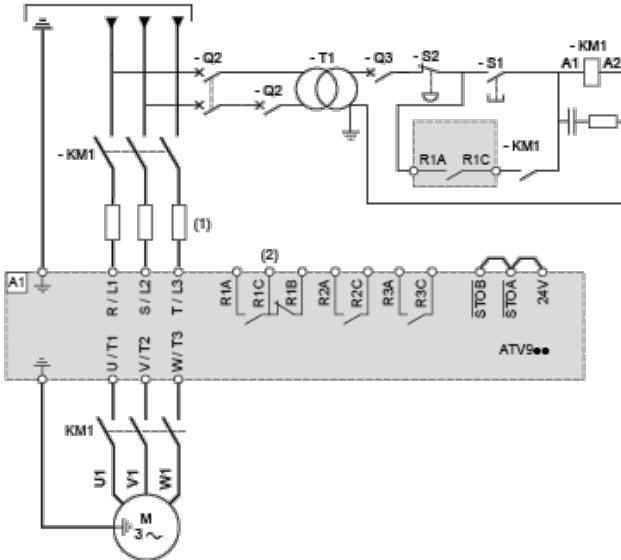 - Q2
- T1
- Q3
- S2
- S1
- KM1
A1
A2
- Q2
- KM1
R1A
R1C
- KM1
(1)
(2)
A1
R / L1
S / L2
T / L3
R1A
R1C
R1B
R2A
R2C
R3A
R3C
STOB
STOA
24V
U / T1
V / T2
W / T3
ATV9●●
KM1
U1
V1
W1
M
3 ~